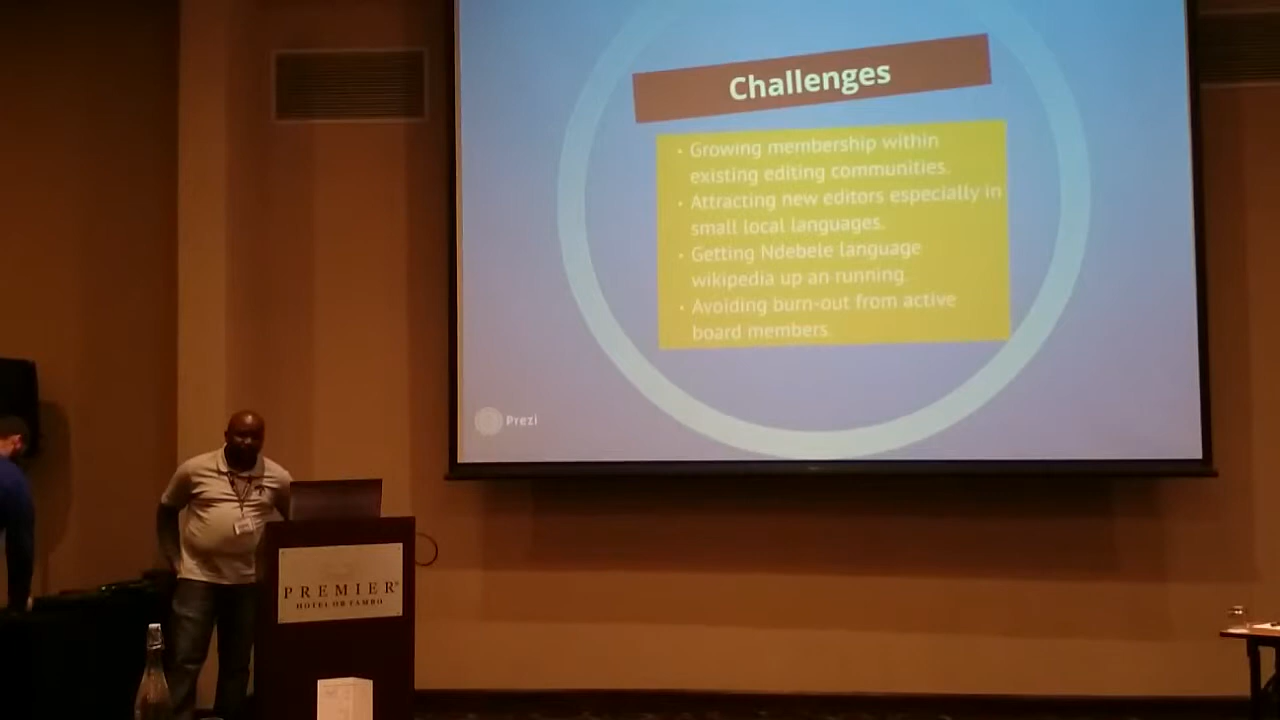 Challenges
• Growing membership within
existing editing communities.
• Attracting new editors especially in
small local languages.
• Getting Ndebele language
wikipedia up an running.
• Avoiding burn-out from active
board members.
Prezi
PREMIER
HOTEL OR TAMBO